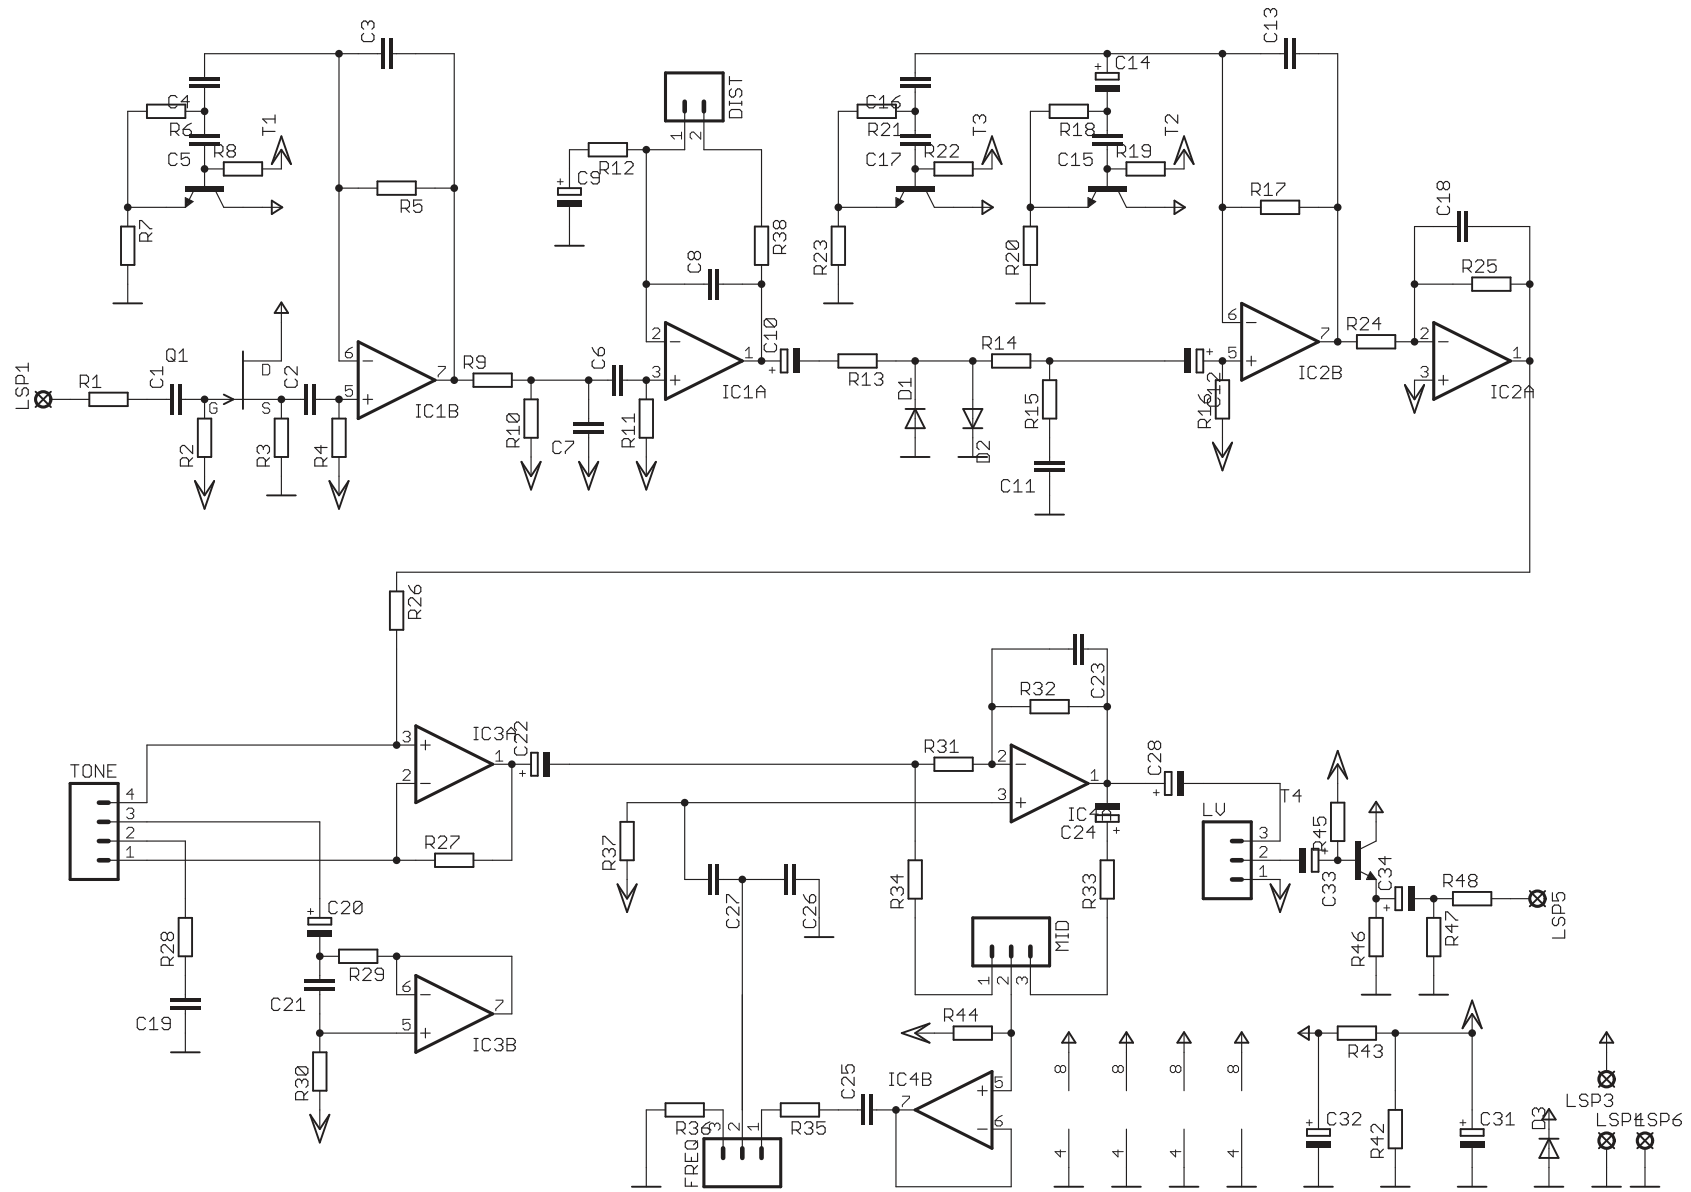 C3
C13
C4
R6
C5
R8
T1
R7
R5
DIST
1
2
C9
R12
C8
R38
C16
R21
C17
R22
T3
R23
C14
R18
C15
R19
T2
R20
R17
C18
R25
LSP1
R1
C1
Q1
D
G
S
R2
R3
C2
R4
6
5
7
IC1B
R9
R10
C7
C6
R11
2
3
1
IC1A
C10
R13
D1
D2
R14
R15
C11
C12
R16
6
5
7
IC2B
R24
2
3
1
IC2A
R26
TONE
4
3
2
1
3
2
1
IC3A
C22
R27
R28
C19
C20
R29
C21
R30
6
5
7
IC3B
R37
C27
C26
R31
R32
C23
2
3
1
IC4A
C24
R34
R33
MID
1
2
3
C28
LV
3
2
1
T4
R45
C33
C34
R46
R47
R48
LSP5
R44
IC4B
5
6
7
C25
R35
R36
FREQ
3
2
1
8
8
8
8
4
4
4
4
R43
C32
R42
C31
D3
LSP3
LSP4
LSP6